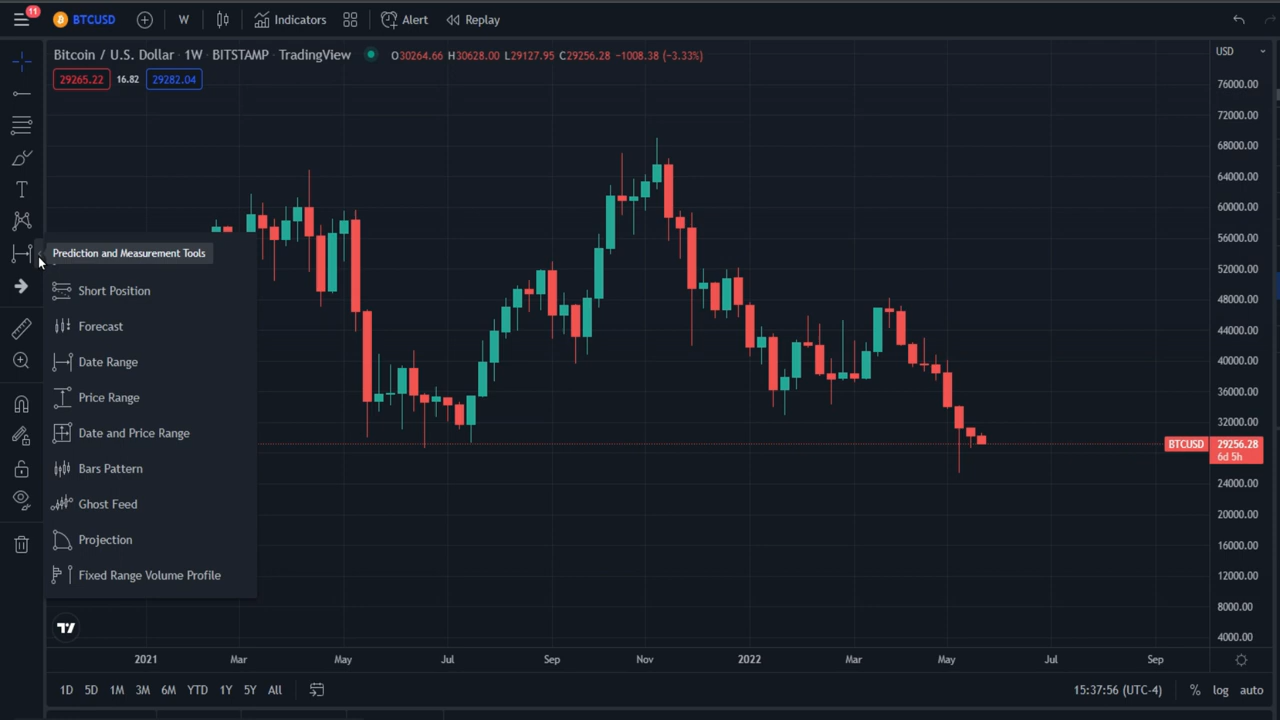 11
BTCUSD
W
Indicators
Alert
Replay
Bitcoin / U.S. Dollar · 1W · BITSTAMP · TradingView
O30264.66 H30628.00 L29127.95 C29256.28 −1008.38 (−3.33%)
USD
29265.22 16.82 29282.04
76000.00
72000.00
68000.00
64000.00
60000.00
56000.00
52000.00
48000.00
44000.00
40000.00
36000.00
32000.00
BTCUSD 29256.28
6d 5h
24000.00
20000.00
16000.00
12000.00
8000.00
4000.00
T
Prediction and Measurement Tools
Short Position
Forecast
Date Range
Price Range
Date and Price Range
Bars Pattern
Ghost Feed
Projection
Fixed Range Volume Profile
2021 Mar May Jul Sep Nov 2022 Mar May Jul Sep
1D 5D 1M 3M 6M YTD 1Y 5Y All
15:37:56 (UTC-4) % log auto